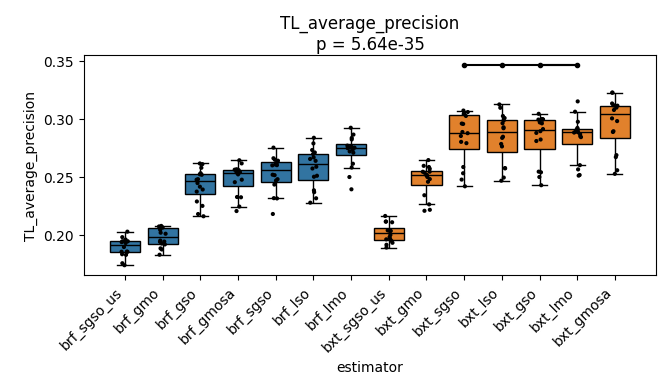 TL_average_precision
p = 5.64e-35
TL_average_precision
0.35
0.30
0.25
0.20
brf_sgso_us
brf_gmo
brf_gso
brf_gmosa
brf_sgso
brf_lso
brf_lmo
bxt_sgso_us
bxt_gmo
bxt_sgso
bxt_lso
bxt_gso
bxt_lmo
bxt_gmosa
estimator